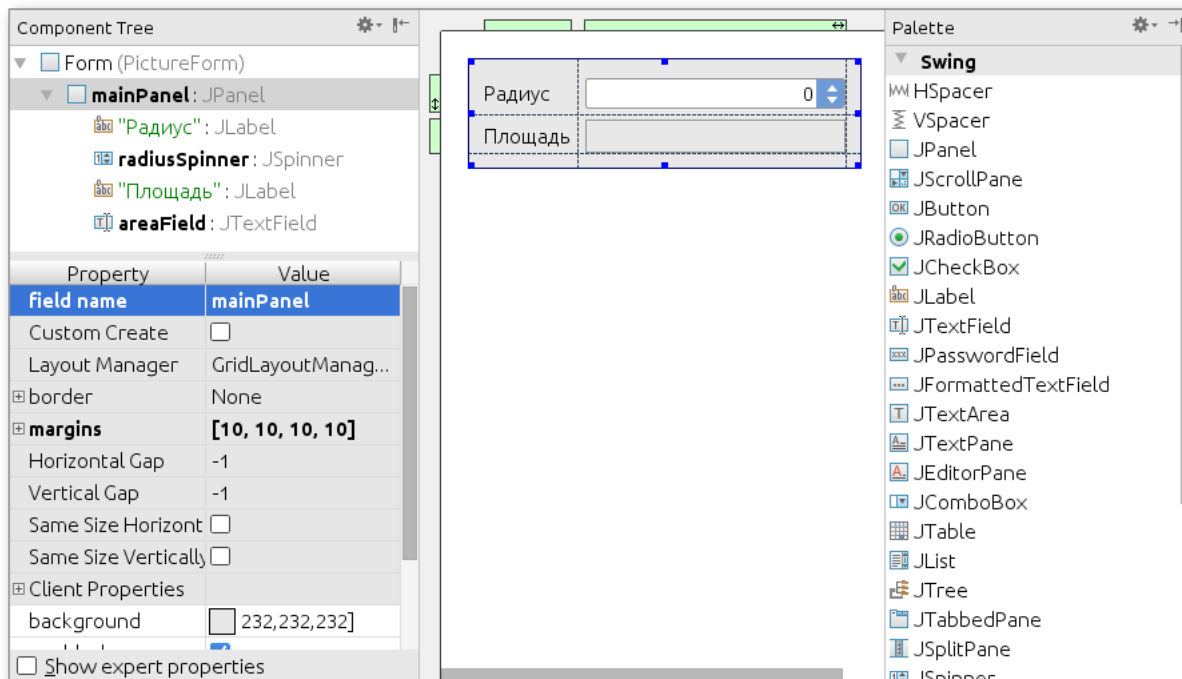 Component Tree
Form (PictureForm)
mainPanel : JPanel
"Радиус" : JLabel
radiusSpinner : JSpinner
"Площадь" : JLabel
areaField : JTextField
Property Value
field name mainPanel
Custom Create
Layout Manager GridLayoutManag...
border None
margins [10, 10, 10, 10]
Horizontal Gap -1
Vertical Gap -1
Same Size Horizont
Same Size Vertically
Client Properties
background 232,232,232]
Show expert properties
Радиус 0
Площадь
Palette
Swing
HSpacer
VSpacer
JPanel
JScrollPane
JButton
JRadioButton
JCheckBox
JLabel
JTextField
JPasswordField
JFormattedTextField
JTextArea
JTextPane
JEditorPane
JComboBox
JTable
JList
JTree
JTabbedPane
JSplitPane
JSpinner